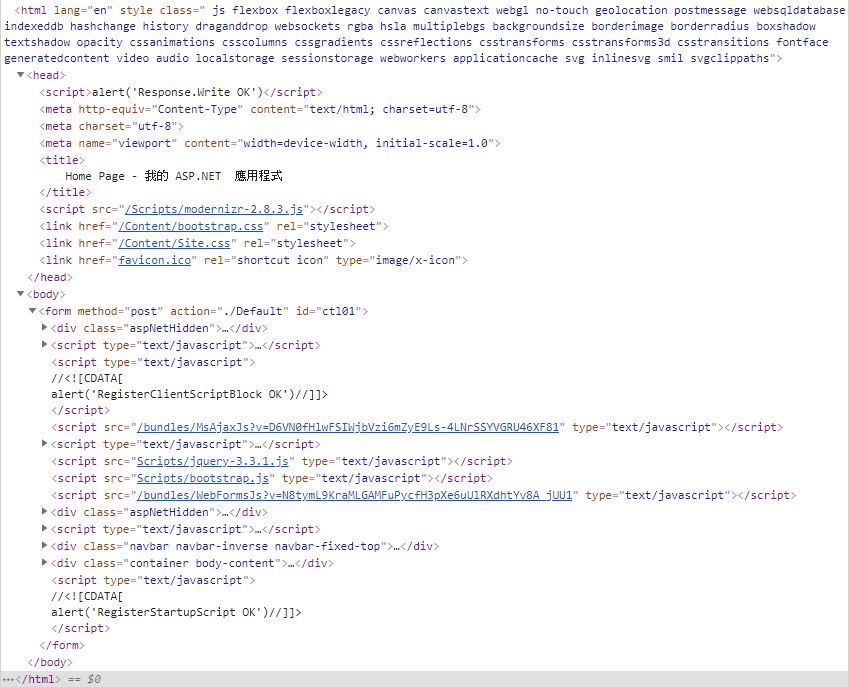 <html lang="en" style class=" js flexbox flexboxlegacy canvas canvastext webgl no-touch geolocation postmessage websqldatabase
indexeddb hashchange history draganddrop websockets rgba hsla multiplebgs backgroundsize borderimage borderradius boxshadow
textshadow opacity cssanimations csscolumns cssgradients cssreflections csstransforms csstransforms3d csstransitions fontface
generatedcontent video audio localstorage sessionstorage webworkers applicationcache svg inlinesvg smil svgclippaths">
▼<head>
<script>alert('Response.Write OK')</script>
<meta http-equiv="Content-Type" content="text/html; charset=utf-8">
<meta charset="utf-8">
<meta name="viewport" content="width=device-width, initial-scale=1.0">
<title>
Home Page - 我的 ASP.NET 應用程式
</title>
<script src="/Scripts/modernizr-2.8.3.js"></script>
<link href="/Content/bootstrap.css" rel="stylesheet">
<link href="/Content/Site.css" rel="stylesheet">
<link href="favicon.ico" rel="shortcut icon" type="image/x-icon">
</head>
▼<body>
▼<form method="post" action="./Default" id="ctl01">
▶<div class="aspNetHidden">…</div>
▶<script type="text/javascript">…</script>
<script type="text/javascript">
//<![CDATA[
alert('RegisterClientScriptBlock OK')//]]>
</script>
<script src="/bundles/MsAjaxJs?v=D6VN0fHlwFSIWjbVzi6mZyE9Ls-4LNrSSYVGRU46XF81" type="text/javascript"></script>
▶<script type="text/javascript">…</script>
<script src="Scripts/jquery-3.3.1.js" type="text/javascript"></script>
<script src="Scripts/bootstrap.js" type="text/javascript"></script>
<script src="/bundles/WebFormsJs?v=N8tymL9KraMLGAMFuPycfH3pXe6uUlRXdhtYv8A_jUU1" type="text/javascript"></script>
▶<div class="aspNetHidden">…</div>
▶<script type="text/javascript">…</script>
▶<div class="navbar navbar-inverse navbar-fixed-top">…</div>
▶<div class="container body-content">…</div>
<script type="text/javascript">
//<![CDATA[
alert('RegisterStartupScript OK')//]]>
</script>
</form>
</body>
…</html> == $0